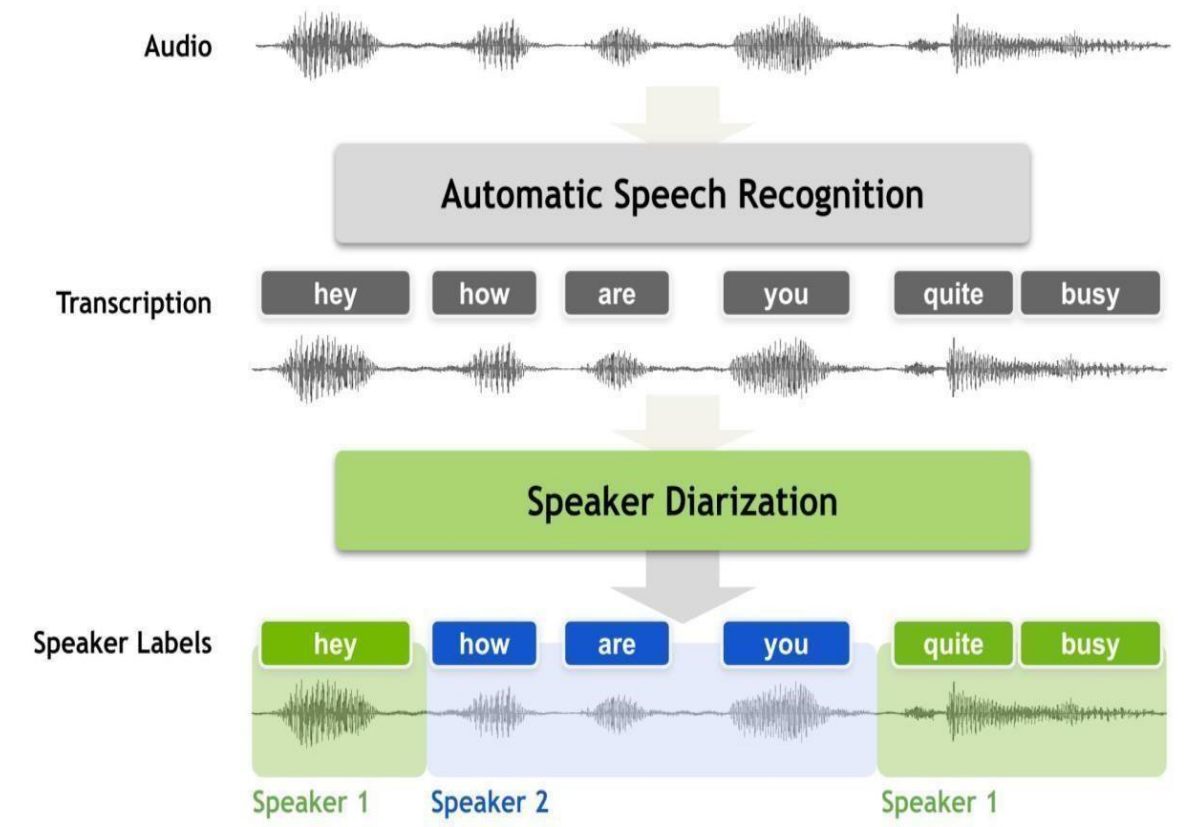 Audio
Automatic Speech Recognition
Transcription hey how are you quite busy
Speaker Diarization
Speaker Labels hey how are you quite busy
Speaker 1 Speaker 2 Speaker 1